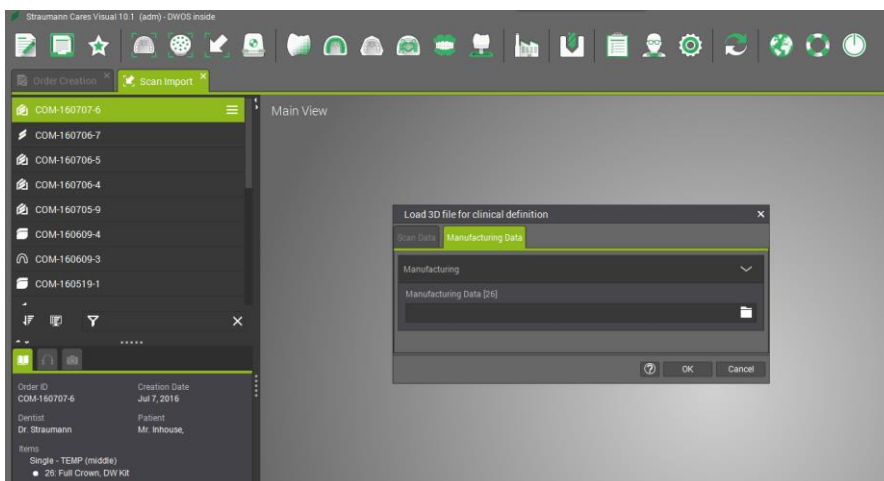 Straumann Cares Visual 10.1 (adm) - DWOS inside
Order Creation
Scan Import
COM-160707-6
COM-160706-7
COM-160706-5
COM-160706-4
COM-160705-9
COM-160609-4
COM-160609-3
COM-160519-1
Order ID
COM-160707-6
Creation Date
Jul 7, 2016
Dentist
Dr. Straumann
Patient
Mr. Inhouse,
Items
Single - TEMP (middle)
26: Full Crown, DW Kit
Main View
Load 3D file for clinical definition
Scan Data
Manufacturing Data
Manufacturing
Manufacturing Data [26]
OK
Cancel